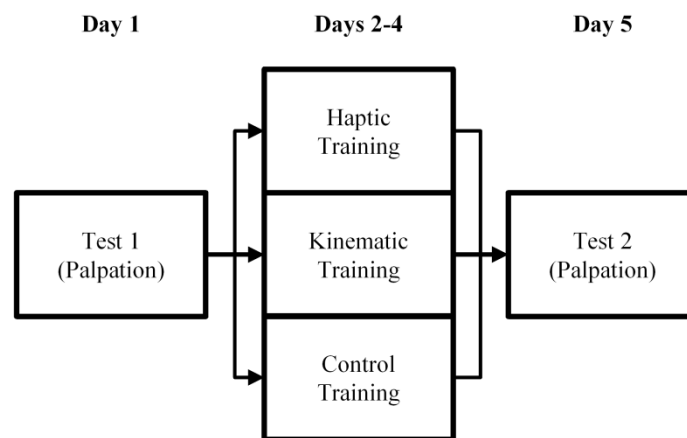 Day 1
Days 2-4
Day 5
Haptic
Training
Test 1
(Palpation)
Kinematic
Training
Test 2
(Palpation)
Control
Training